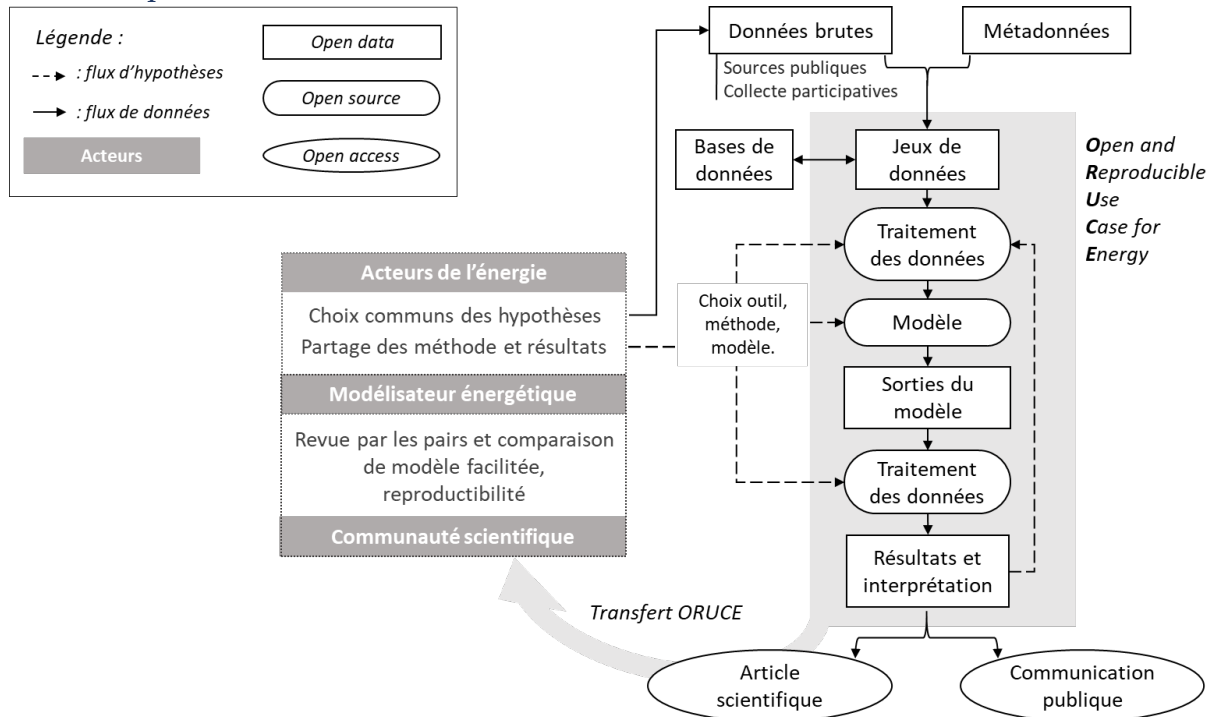 Légende :
: flux d'hypothèses
: flux de données
Acteurs
Open data
Open source
Open access
Données brutes
Métadonnées
Sources publiques
Collecte participatives
Bases de
données
Jeux de
données
Open and
Reproducible
Use
Case for
Energy
Traitement
des données
Acteurs de l'énergie
Choix communs des hypothèses
Partage des méthode et résultats
Choix outil,
méthode,
modèle.
Modèle
Modélisateur énergétique
Sorties du
modèle
Revue par les pairs et comparaison
de modèle facilitée,
reproductibilité
Traitement
des données
Communauté scientifique
Résultats et
interprétation
Transfert ORUCE
Article
scientifique
Communication
publique